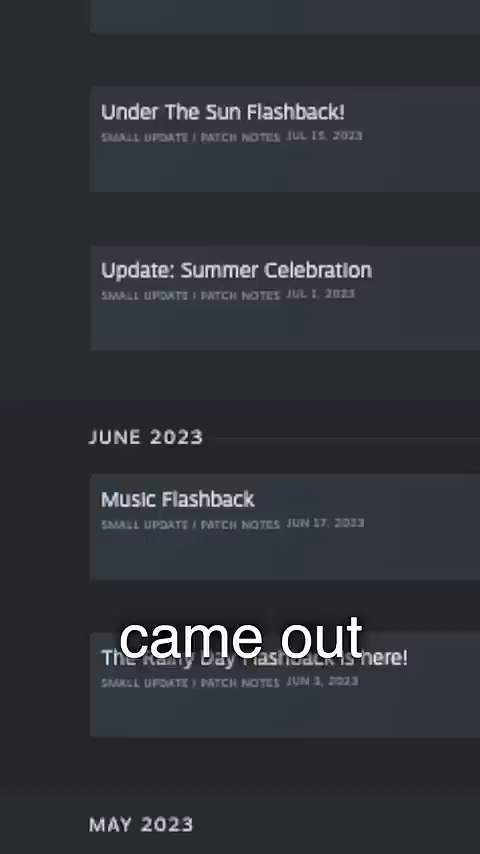 Under The Sun Flashback!
SMALL UPDATE / PATCH NOTES JUL 15, 2023
Update: Summer Celebration
SMALL UPDATE / PATCH NOTES JUL 1, 2023
JUNE 2023
Music Flashback
SMALL UPDATE / PATCH NOTES JUN 17, 2023
came out
The Rainy Day Flashback is here!
SMALL UPDATE / PATCH NOTES JUN 3, 2023
MAY 2023